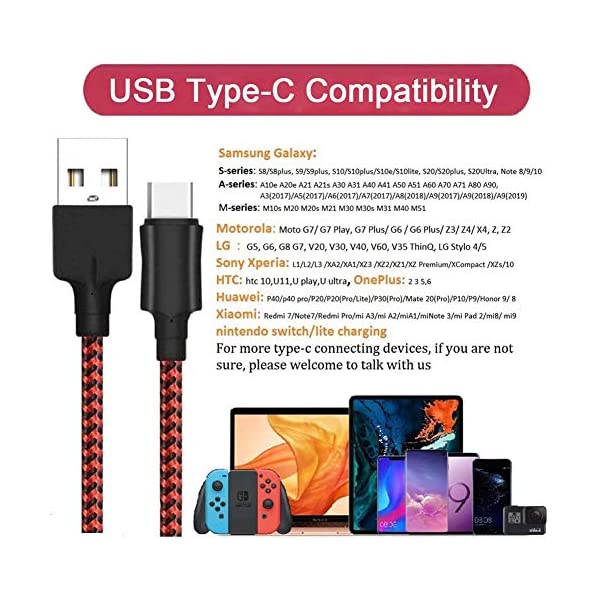 USB Type-C Compatibility
Samsung Galaxy:
S-series: S8/S8plus, S9/S9plus, S10/S10plus/S10e/S10lite, S20/S20plus, S20Ultra, Note 8/9/10
A-series: A10e A20e A21 A21s A30 A31 A40 A41 A50 A51 A60 A70 A71 A80 A90,
A3(2017)/A5(2017)/A6(2017)/A7(2017)/A8(2018)/A9(2017)/A9(2018)/A9(2019)
M-series: M10s M20 M20s M21 M30 M30s M31 M40 M51
Motorola: Moto G7/ G7 Play, G7 Plus/ G6 / G6 Plus/ Z3/ Z4/ X4, Z, Z2
LG : G5, G6, G8 G7, V20, V30, V40, V60, V35 ThinQ, LG Stylo 4/5
Sony Xperia: L1/L2/L3 /XA2/XA1/XZ3 /XZ2/XZ1/XZ Premium/XCompact /XZs/10
HTC: htc 10,U11,U play,U ultra, OnePlus: 2 3 5,6
Huawei: P40/p40 pro/P20/P20(Pro/Lite)/P30(Pro)/Mate 20(Pro)/P10/P9/Honor 9/ 8
Xiaomi: Redmi 7/Note7/Redmi Pro/mi A3/mi A2/miA1/miNote 3/mi Pad 2/mi8/ mi9
nintendo switch/lite charging
For more type-c connecting devices, if you are not
sure, please welcome to talk with us
9